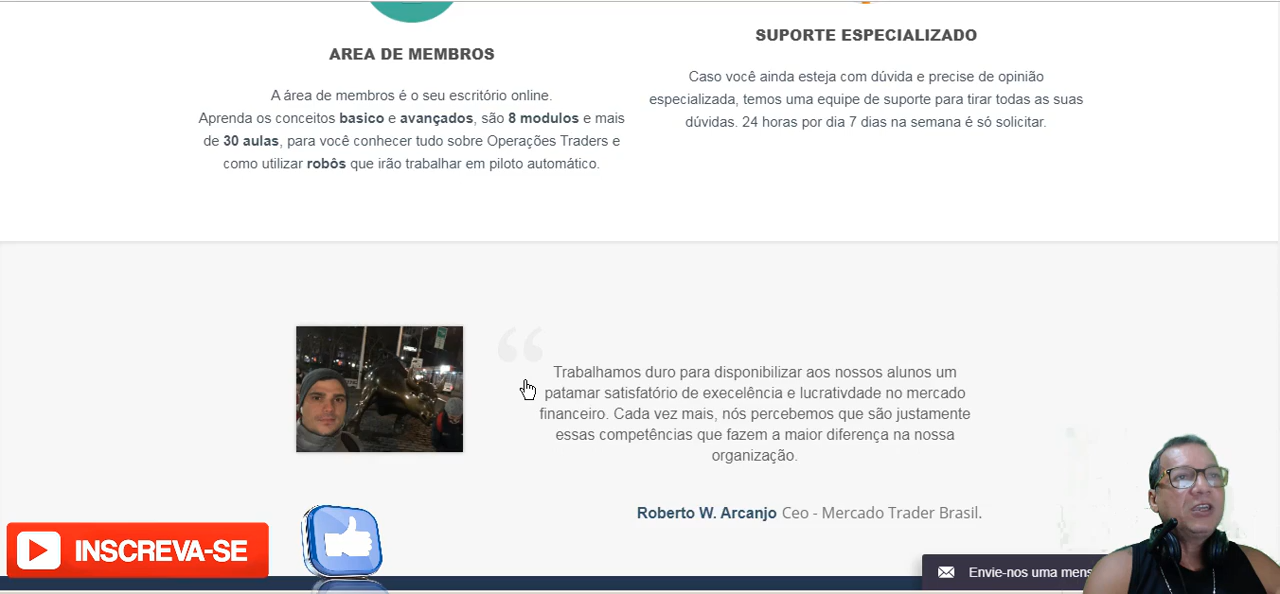 AREA DE MEMBROS
A área de membros é o seu escritório online.
Aprenda os conceitos basico e avançados, são 8 modulos e mais
de 30 aulas, para você conhecer tudo sobre Operações Traders e
como utilizar robôs que irão trabalhar em piloto automático.
SUPORTE ESPECIALIZADO
Caso você ainda esteja com dúvida e precise de opinião
especializada, temos uma equipe de suporte para tirar todas as suas
dúvidas. 24 horas por dia 7 dias na semana é só solicitar.
“
Trabalhamos duro para disponibilizar aos nossos alunos um
patamar satisfatório de execelência e lucrativdade no mercado
financeiro. Cada vez mais, nós percebemos que são justamente
essas competências que fazem a maior diferença na nossa
organização.
Roberto W. Arcanjo Ceo - Mercado Trader Brasil.
INSCREVA-SE
Envie-nos uma mens